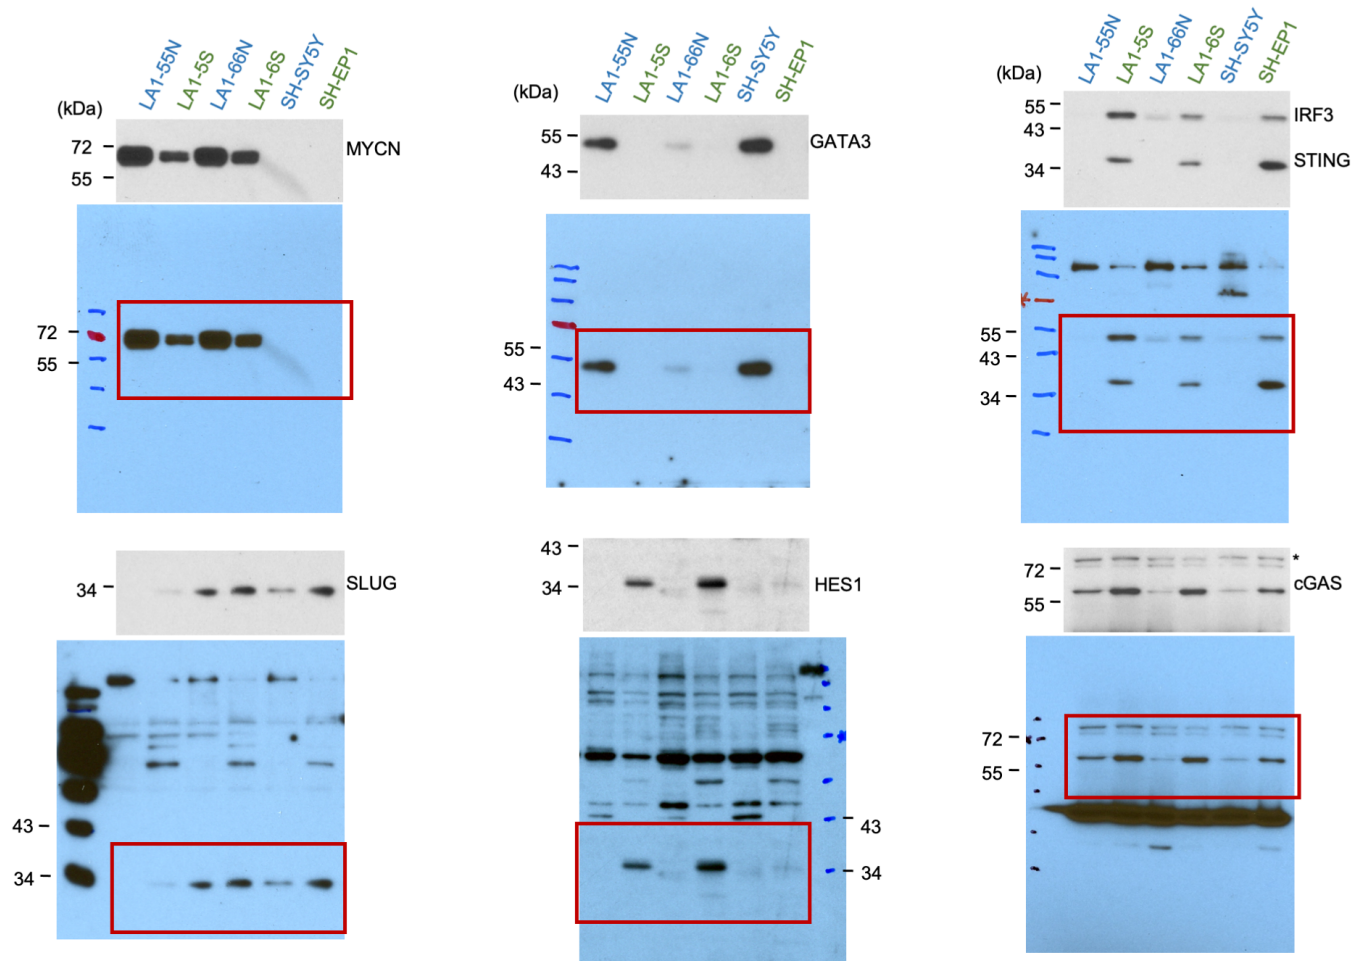 LA1-55N
LA1-5S
LA1-66N
LA1-6S
SH-SY5Y
SH-EP1
(kDa)
72
55
MYCN
72
55
LA1-55N
LA1-5S
LA1-66N
LA1-6S
SH-SY5Y
SH-EP1
(kDa)
55
43
GATA3
55
43
LA1-55N
LA1-5S
LA1-66N
LA1-6S
SH-SY5Y
SH-EP1
(kDa)
55
43
34
IRF3
STING
55
43
34
34
SLUG
43
34
43
34
HES1
43
34
72
55
*
cGAS
72
55